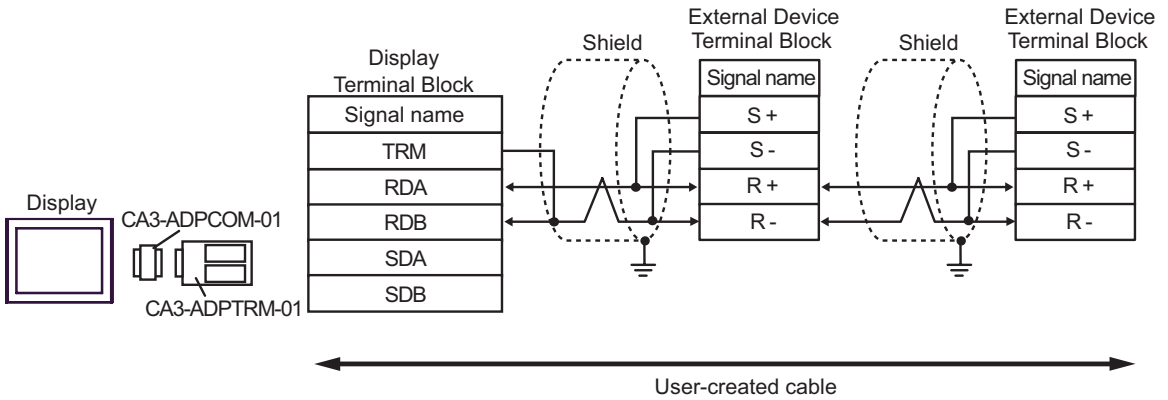 Display
CA3-ADPCOM-01
CA3-ADPTRM-01
Display
Terminal Block
Signal name
TRM
RDA
RDB
SDA
SDB
Shield
External Device
Terminal Block
Signal name
S +
S -
R +
R -
Shield
External Device
Terminal Block
Signal name
S +
S -
R +
R -
User-created cable